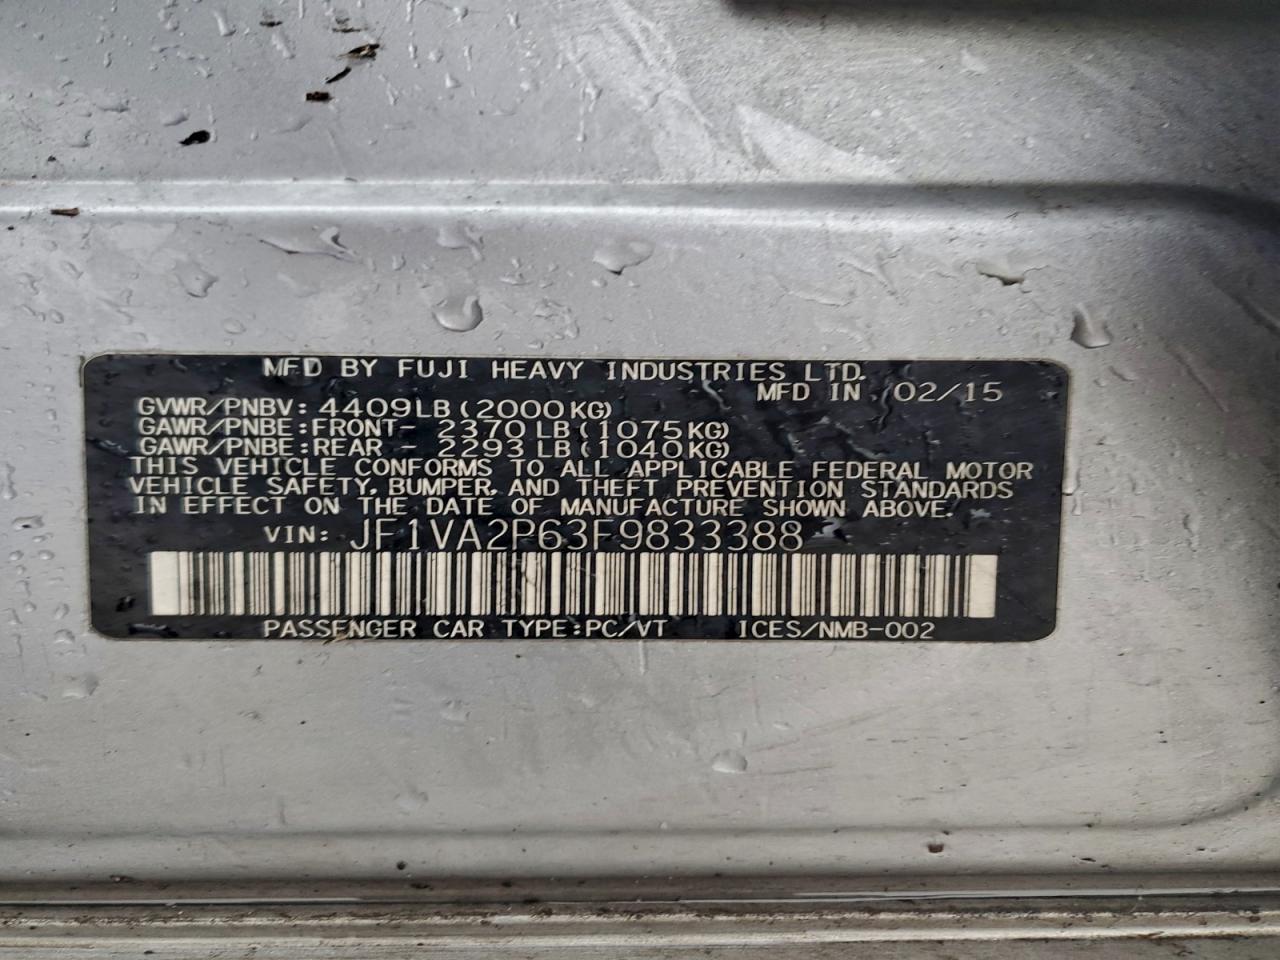 MFD BY FUJI HEAVY INDUSTRIES LTD.
MFD IN 02/15
GVWR/PNBV: 4409LB(2000KG)
GAWR/PNBE:FRONT- 2370LB(1075KG)
GAWR/PNBE:REAR - 2293LB(1040KG)
THIS VEHICLE CONFORMS TO ALL APPLICABLE FEDERAL MOTOR
VEHICLE SAFETY, BUMPER, AND THEFT PREVENTION STANDARDS
IN EFFECT ON THE DATE OF MANUFACTURE SHOWN ABOVE.
VIN: JF1VA2P63F9833388
PASSENGER CAR TYPE:PC/VT ICES/NMB-002